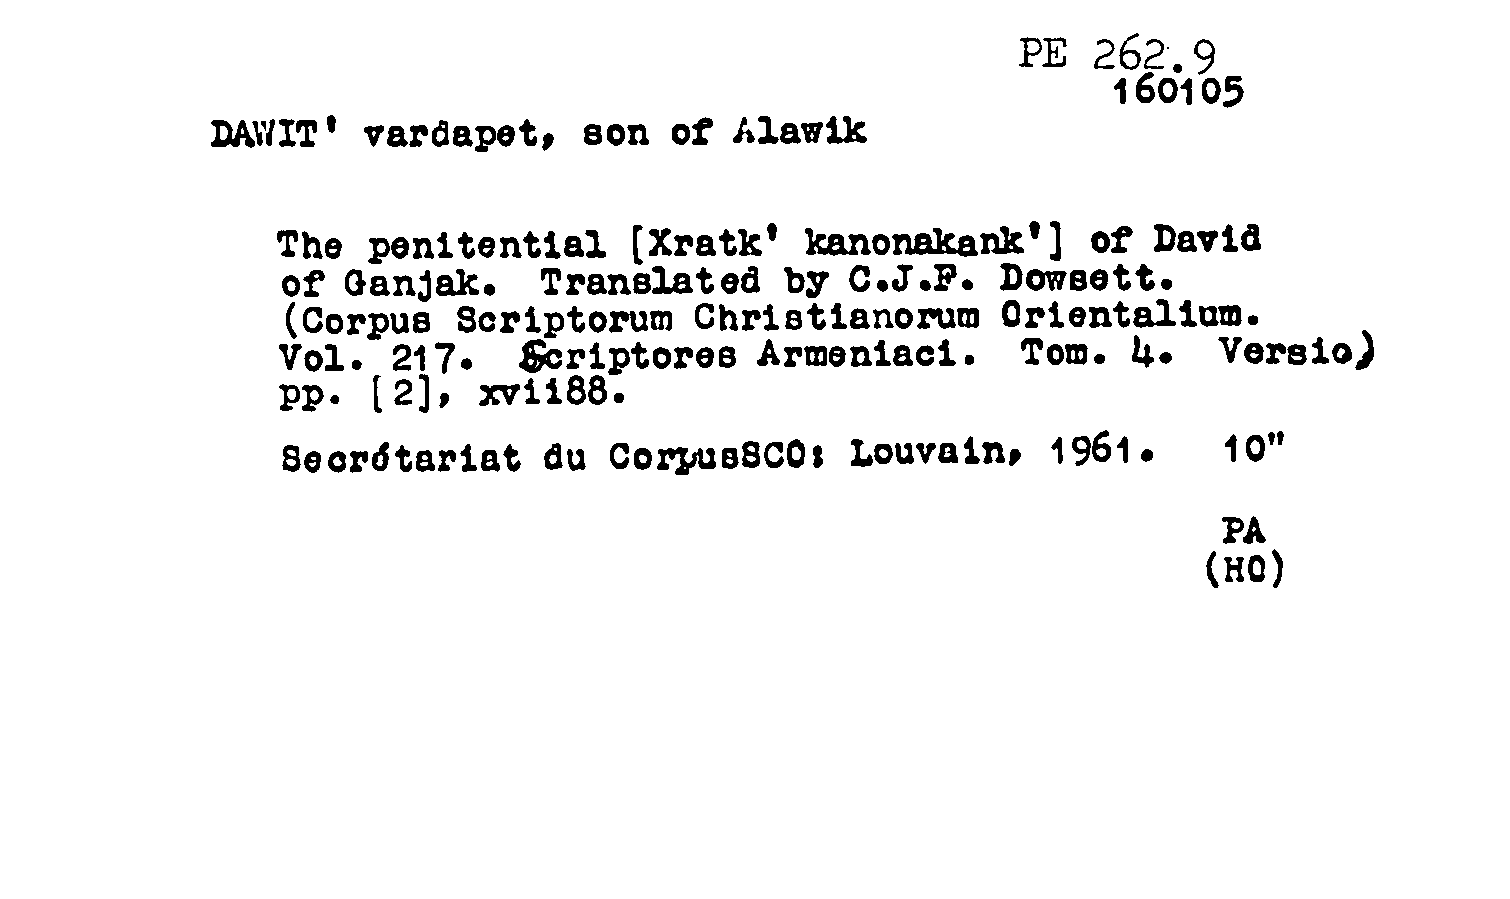 PE 262.9
160105
DAWIT' vardapet, son of Alawik
The penitential [Xratk' kanonakank'] of David
of Ganjak. Translated by C.J.F. Dowsett.
(Corpus Scriptorum Christianorum Orientalium.
Vol. 217. Scriptores Armeniaci. Tom. 4. Versio)
pp. [2], xvii88.
Secrétariat du CorpusSCO: Louvain, 1961. 10"
PA
(HO)